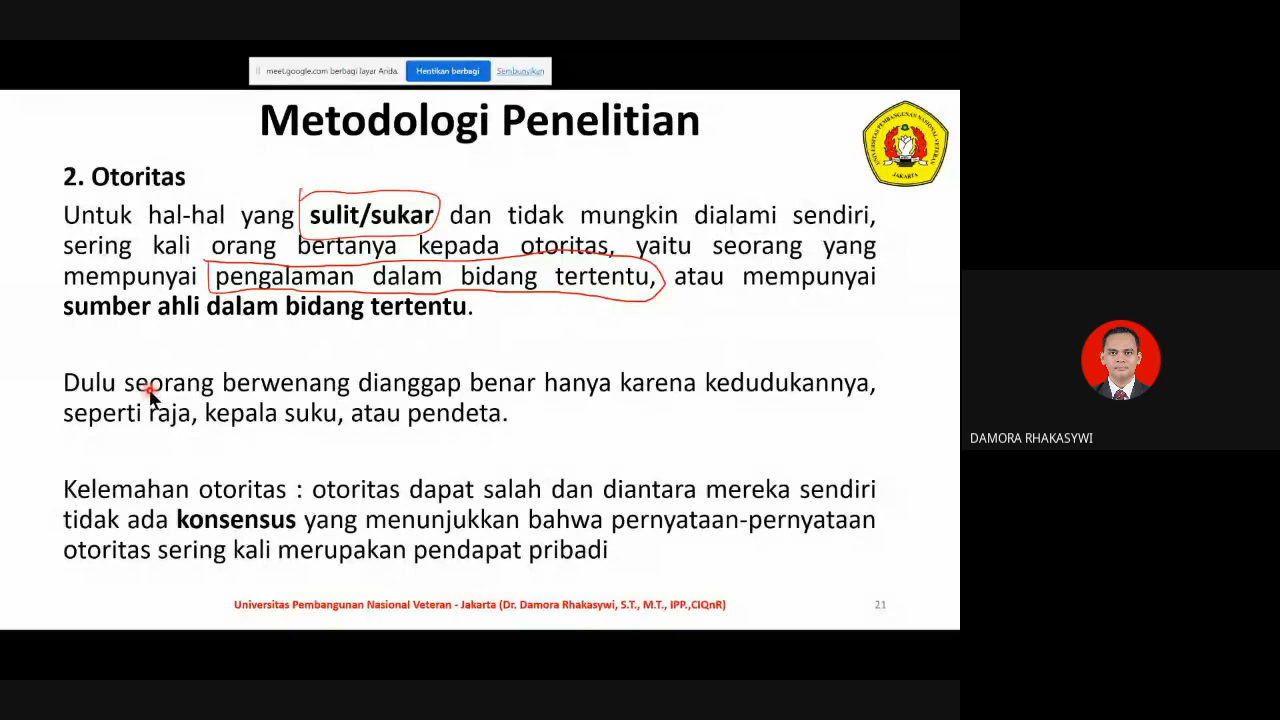 meet.google.com berbagi layar Anda.
Hentikan berbagi
Sembunyikan
Metodologi Penelitian
UNIVERSITAS PEMBANGUNAN NASIONAL VETERAN
JAKARTA
2. Otoritas
Untuk hal-hal yang sulit/sukar dan tidak mungkin dialami sendiri,
sering kali orang bertanya kepada otoritas, yaitu seorang yang
mempunyai pengalaman dalam bidang tertentu, atau mempunyai
sumber ahli dalam bidang tertentu.
Dulu seorang berwenang dianggap benar hanya karena kedudukannya,
seperti raja, kepala suku, atau pendeta.
Kelemahan otoritas : otoritas dapat salah dan diantara mereka sendiri
tidak ada konsensus yang menunjukkan bahwa pernyataan-pernyataan
otoritas sering kali merupakan pendapat pribadi
Universitas Pembangunan Nasional Veteran - Jakarta (Dr. Damora Rhakasywi, S.T., M.T., IPP.,CIQnR)
21
DAMORA RHAKASYWI